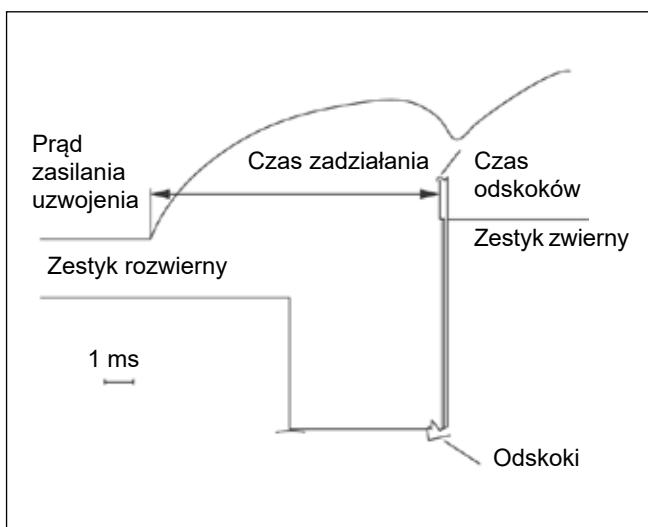 Prąd
zasilania
uzwojenia
Czas zadziałania
Czas
odskoków
Zestyk zwierny
Zestyk rozwierny
1 ms
Odskoki